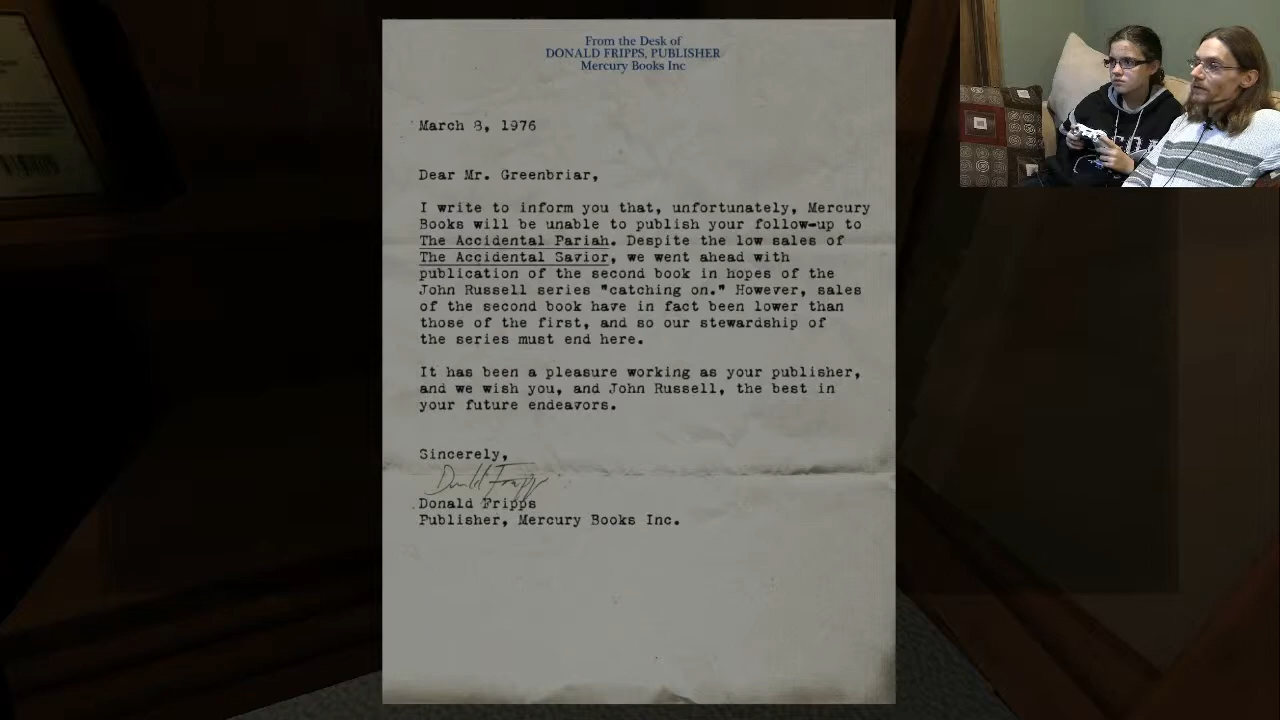 From the Desk of
DONALD FRIPPS, PUBLISHER
Mercury Books Inc
March 8, 1976
Dear Mr. Greenbriar,
I write to inform you that, unfortunately, Mercury
Books will be unable to publish your follow-up to
The Accidental Pariah. Despite the low sales of
The Accidental Savior, we went ahead with
publication of the second book in hopes of the
John Russell series "catching on." However, sales
of the second book have in fact been lower than
those of the first, and so our stewardship of
the series must end here.
It has been a pleasure working as your publisher,
and we wish you, and John Russell, the best in
your future endeavors.
Sincerely,
Donald Fripps
Donald Fripps
Publisher, Mercury Books Inc.